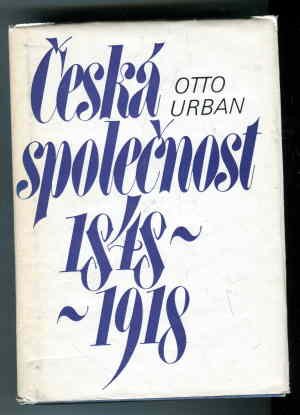 Česká
OTTO
URBAN
společnost
1848~
~1918